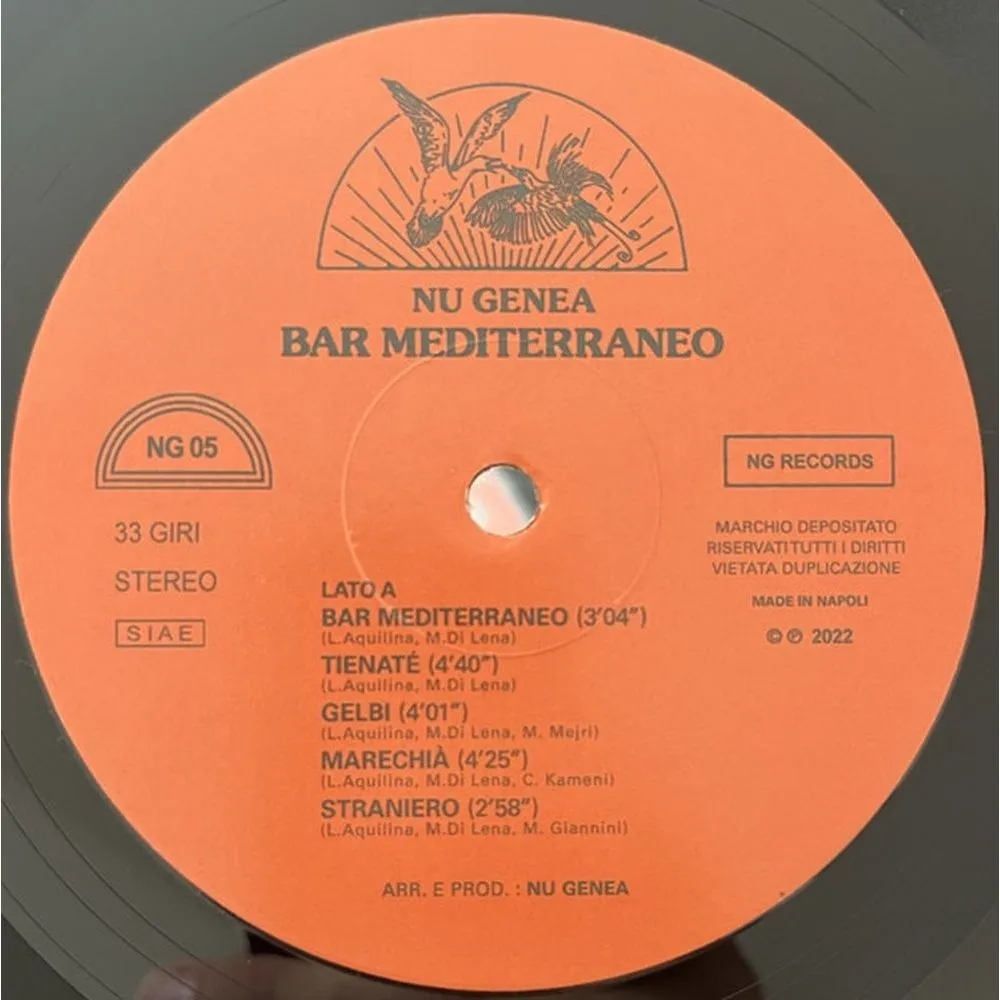 NU GENEA
BAR MEDITERRANEO
NG 05
33 GIRI
STEREO
SIAE
NG RECORDS
MARCHIO DEPOSITATO
RISERVATI TUTTI I DIRITTI
VIETATA DUPLICAZIONE
MADE IN NAPOLI
© ℗ 2022
LATO A
BAR MEDITERRANEO (3'04")
(L.Aquilina, M.Di Lena)
TIENATÉ (4'40")
(L.Aquilina, M.Di Lena)
GELBI (4'01")
(L.Aquilina, M.Di Lena, M. Mejri)
MARECHIÀ (4'25")
(L.Aquilina, M.Di Lena, C. Kameni)
STRANIERO (2'58")
(L.Aquilina, M.Di Lena, M. Giannini)
ARR. E PROD. : NU GENEA